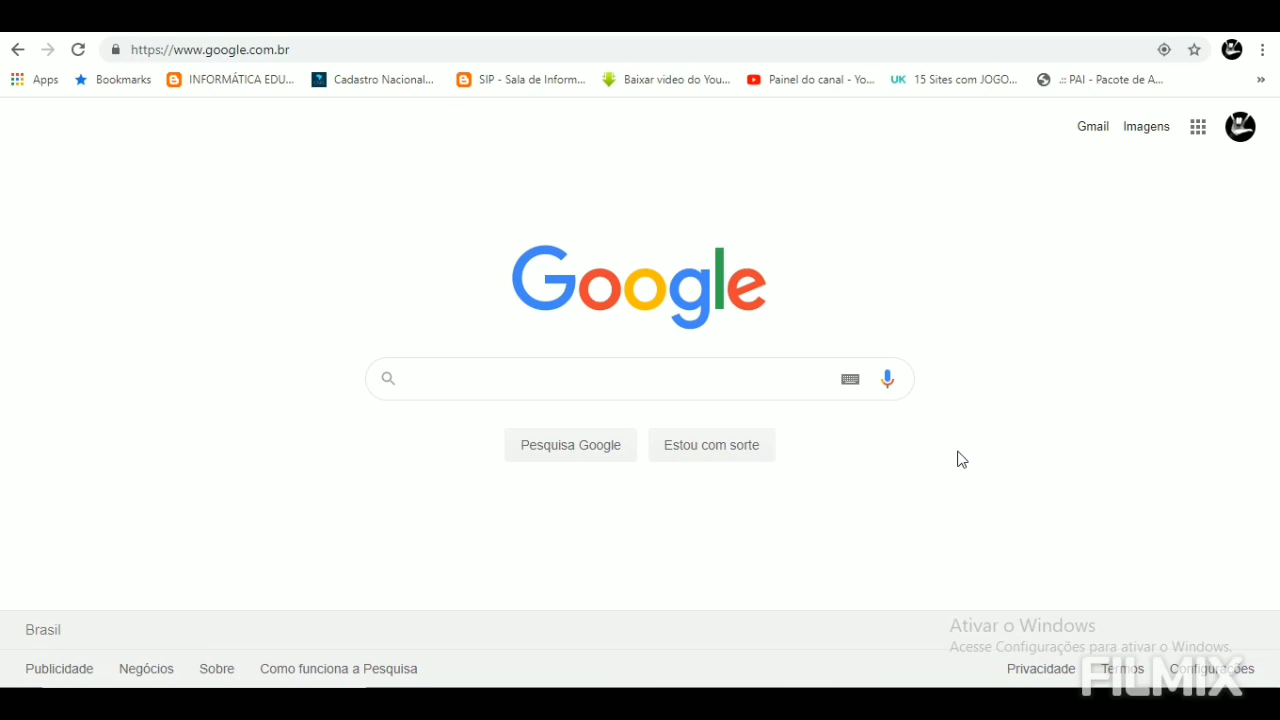 https://www.google.com.br
Apps Bookmarks INFORMÁTICA EDU... Cadastro Nacional... SIP - Sala de Inform... Baixar video do You... Painel do canal - Yo... UK 15 Sites com JOGO... .:: PAI - Pacote de A... »
Gmail Imagens
Google
Pesquisa Google Estou com sorte
Brasil
Ativar o Windows
Acesse Configurações para ativar o Windows.
Publicidade Negócios Sobre Como funciona a Pesquisa Privacidade Termos Configurações
FILMIX